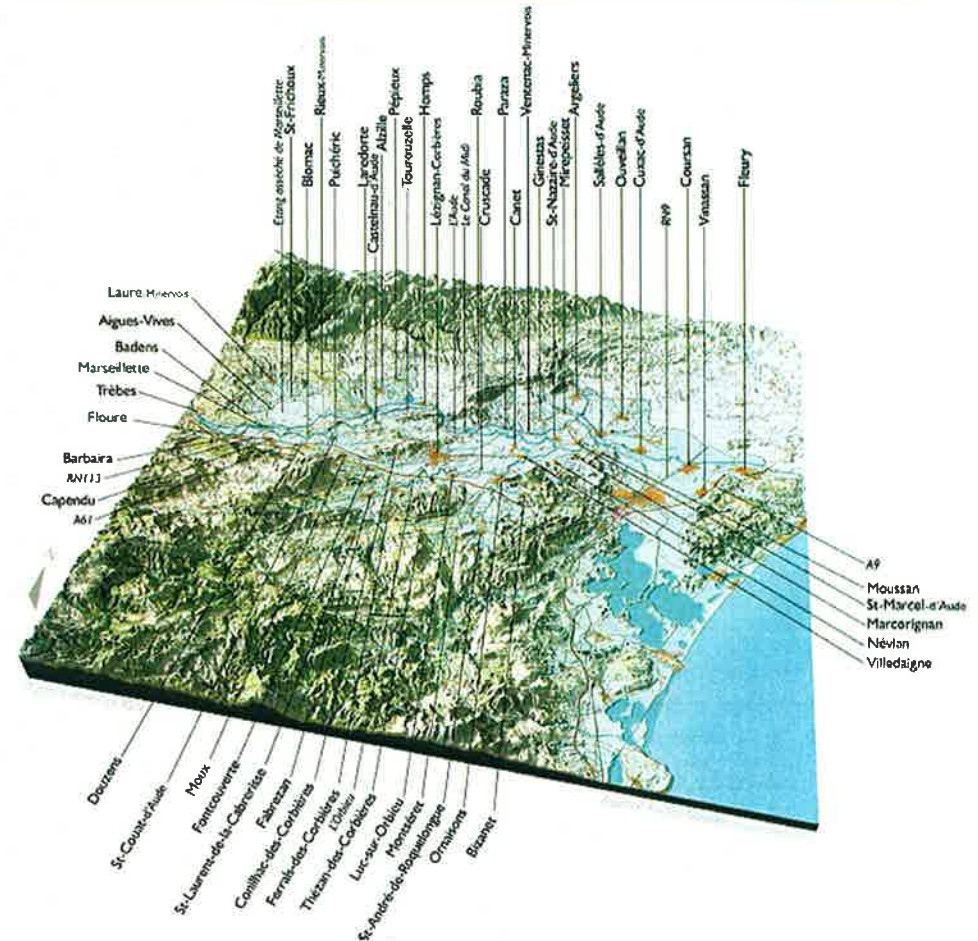 Etang asséché de Marseillette
St-Frichoux
Blomac
Rieux-Minervois
Puichéric
Laredorte
Castelnau-d'Aude
Alzille
Pépieux
Tourouzelle
Homps
Lézignan-Corbières
L'Aude
Le Canal du Midi
Roubia
Cruscade
Paraza
Canet
Ventenac-Minervois
Ginestas
St-Nazaire-d'Aude
Mirepeisset
Argeliers
Sallèles-d'Aude
Ouveillan
Cuxac-d'Aude
RN9
Coursan
Vinassan
Fleury
Laure Minervois
Aigues-Vives
Badens
Marseillette
Trèbes
Floure
Barbaira
RN113
Capendu
A61
A9
Moussan
St-Marcel-d'Aude
Marcorignan
Névian
Villedaigne
Douzens
St-Couat-d'Aude
Moux
Fontcouverte
St-Laurent-de-la-Cabrerisse
Fabrezan
Conilhac-des-Corbières
Ferrals-des-Corbières
L'Orbieu
Thézan-des-Corbières
Luc-sur-Orbieu
Montséret
St-André-de-Roquelongue
Ornaisons
Bizanet